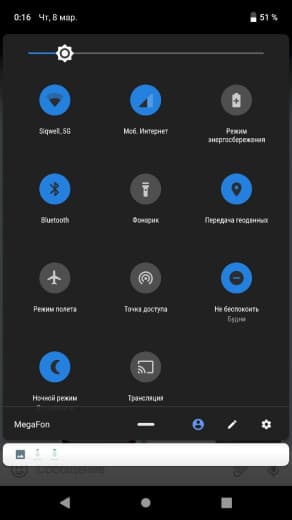 0:16 Чт, 8 мар. 51 %
Siqwell_5G
Моб. Интернет
Режим
энергосбережения
Bluetooth
Фонарик
Передача геоданных
Режим полета
Точка доступа
Не беспокоить
Будни
Ночной режим
Трансляция
MegaFon
Сообщение